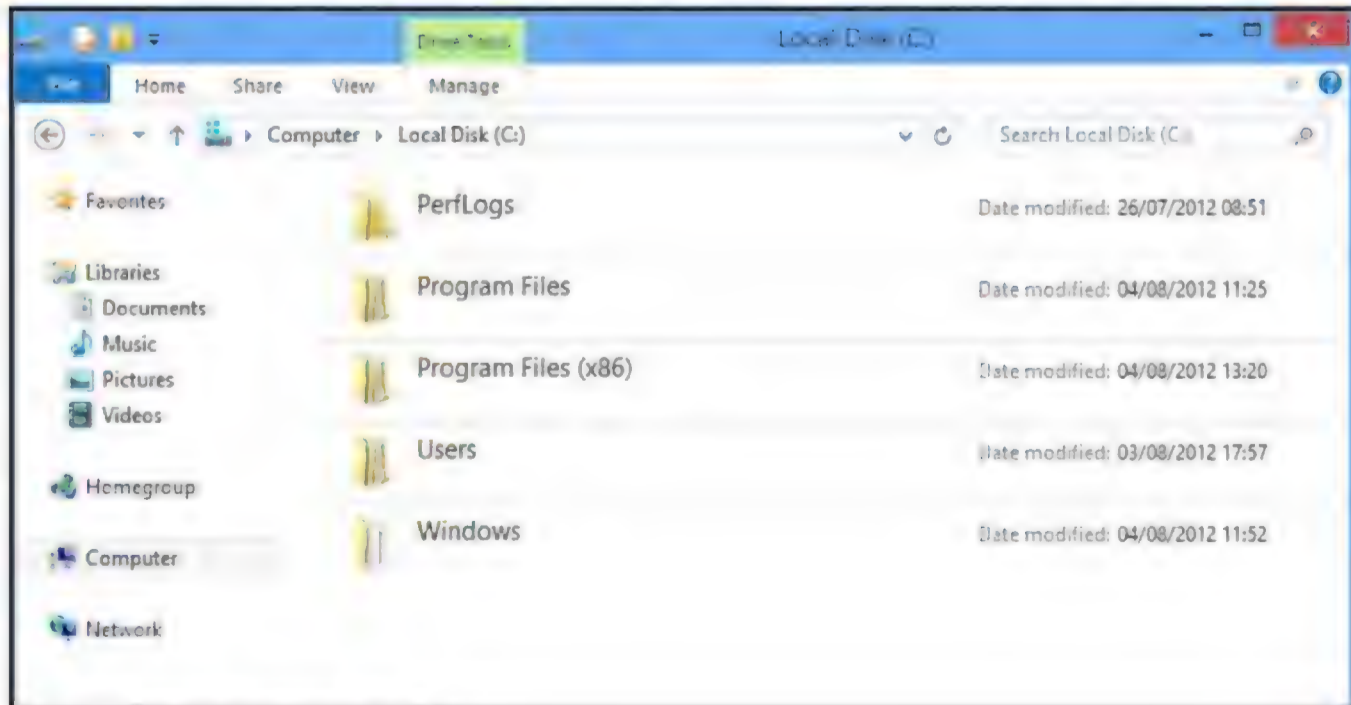 Local Disk (C:)
Home Share View Manage
Computer Local Disk (C:)
Search Local Disk (C:
Favorites
Libraries
Documents
Music
Pictures
Videos
Homegroup
Computer
Network
PerfLogs Date modified: 26/07/2012 08:51
Program Files Date modified: 04/08/2012 11:25
Program Files (x86) Date modified: 04/08/2012 13:20
Users Date modified: 03/08/2012 17:57
Windows Date modified: 04/08/2012 11:52